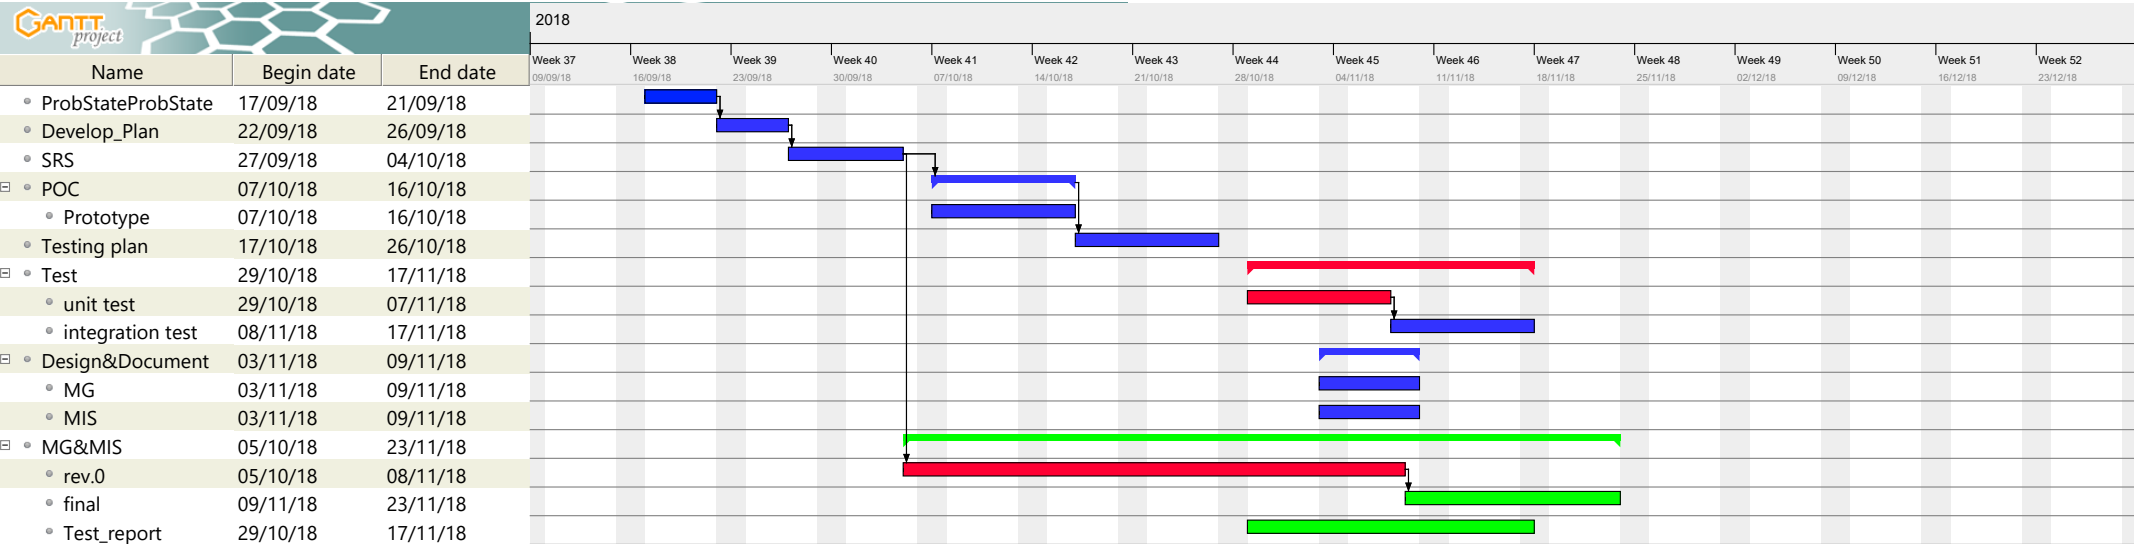 GANTT
project
2018
Week 37 Week 38 Week 39 Week 40 Week 41 Week 42 Week 43 Week 44 Week 45 Week 46 Week 47 Week 48 Week 49 Week 50 Week 51 Week 52
Name Begin date End date
09/09/18 16/09/18 23/09/18 30/09/18 07/10/18 14/10/18 21/10/18 28/10/18 04/11/18 11/11/18 18/11/18 25/11/18 02/12/18 09/12/18 16/12/18 23/12/18
ProbStateProbState 17/09/18 21/09/18
Develop_Plan 22/09/18 26/09/18
SRS 27/09/18 04/10/18
POC 07/10/18 16/10/18
Prototype 07/10/18 16/10/18
Testing plan 17/10/18 26/10/18
Test 29/10/18 17/11/18
unit test 29/10/18 07/11/18
integration test 08/11/18 17/11/18
Design&Document 03/11/18 09/11/18
MG 03/11/18 09/11/18
MIS 03/11/18 09/11/18
MG&MIS 05/10/18 23/11/18
rev.0 05/10/18 08/11/18
final 09/11/18 23/11/18
Test_report 29/10/18 17/11/18